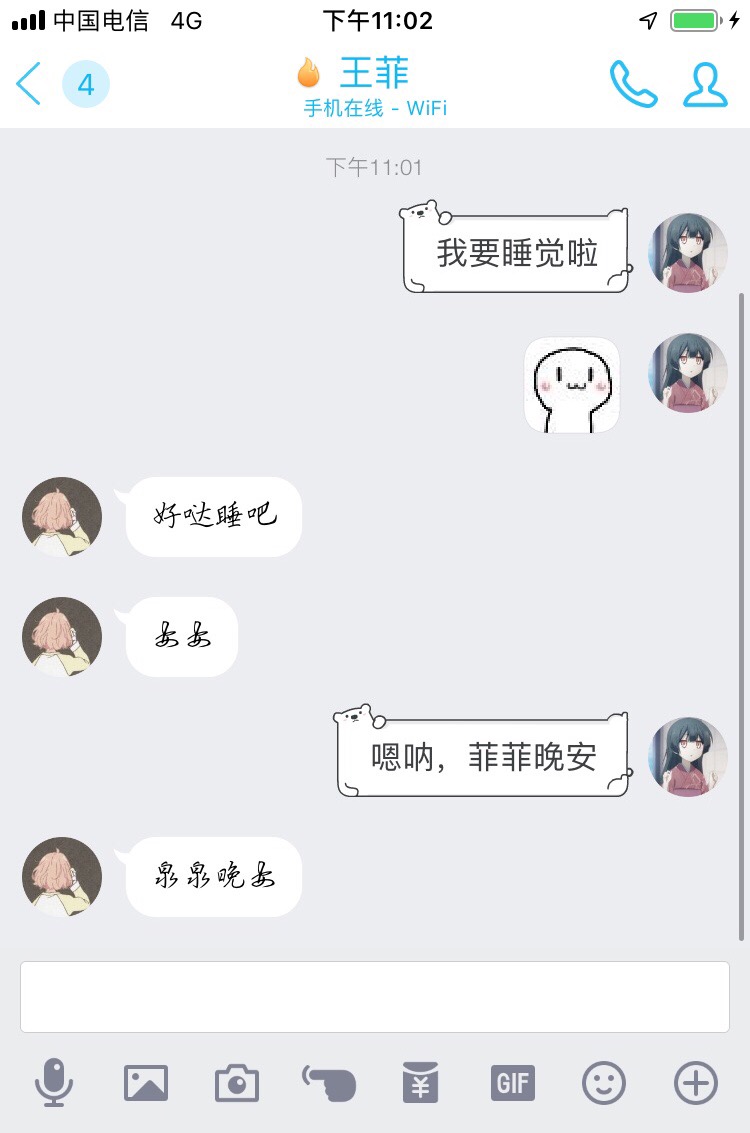 中国电信 4G 下午11:02
4
王菲
手机在线 - WiFi
下午11:01
我要睡觉啦
好哒睡吧
安安
嗯呐，菲菲晚安
泉泉晚安
GIF